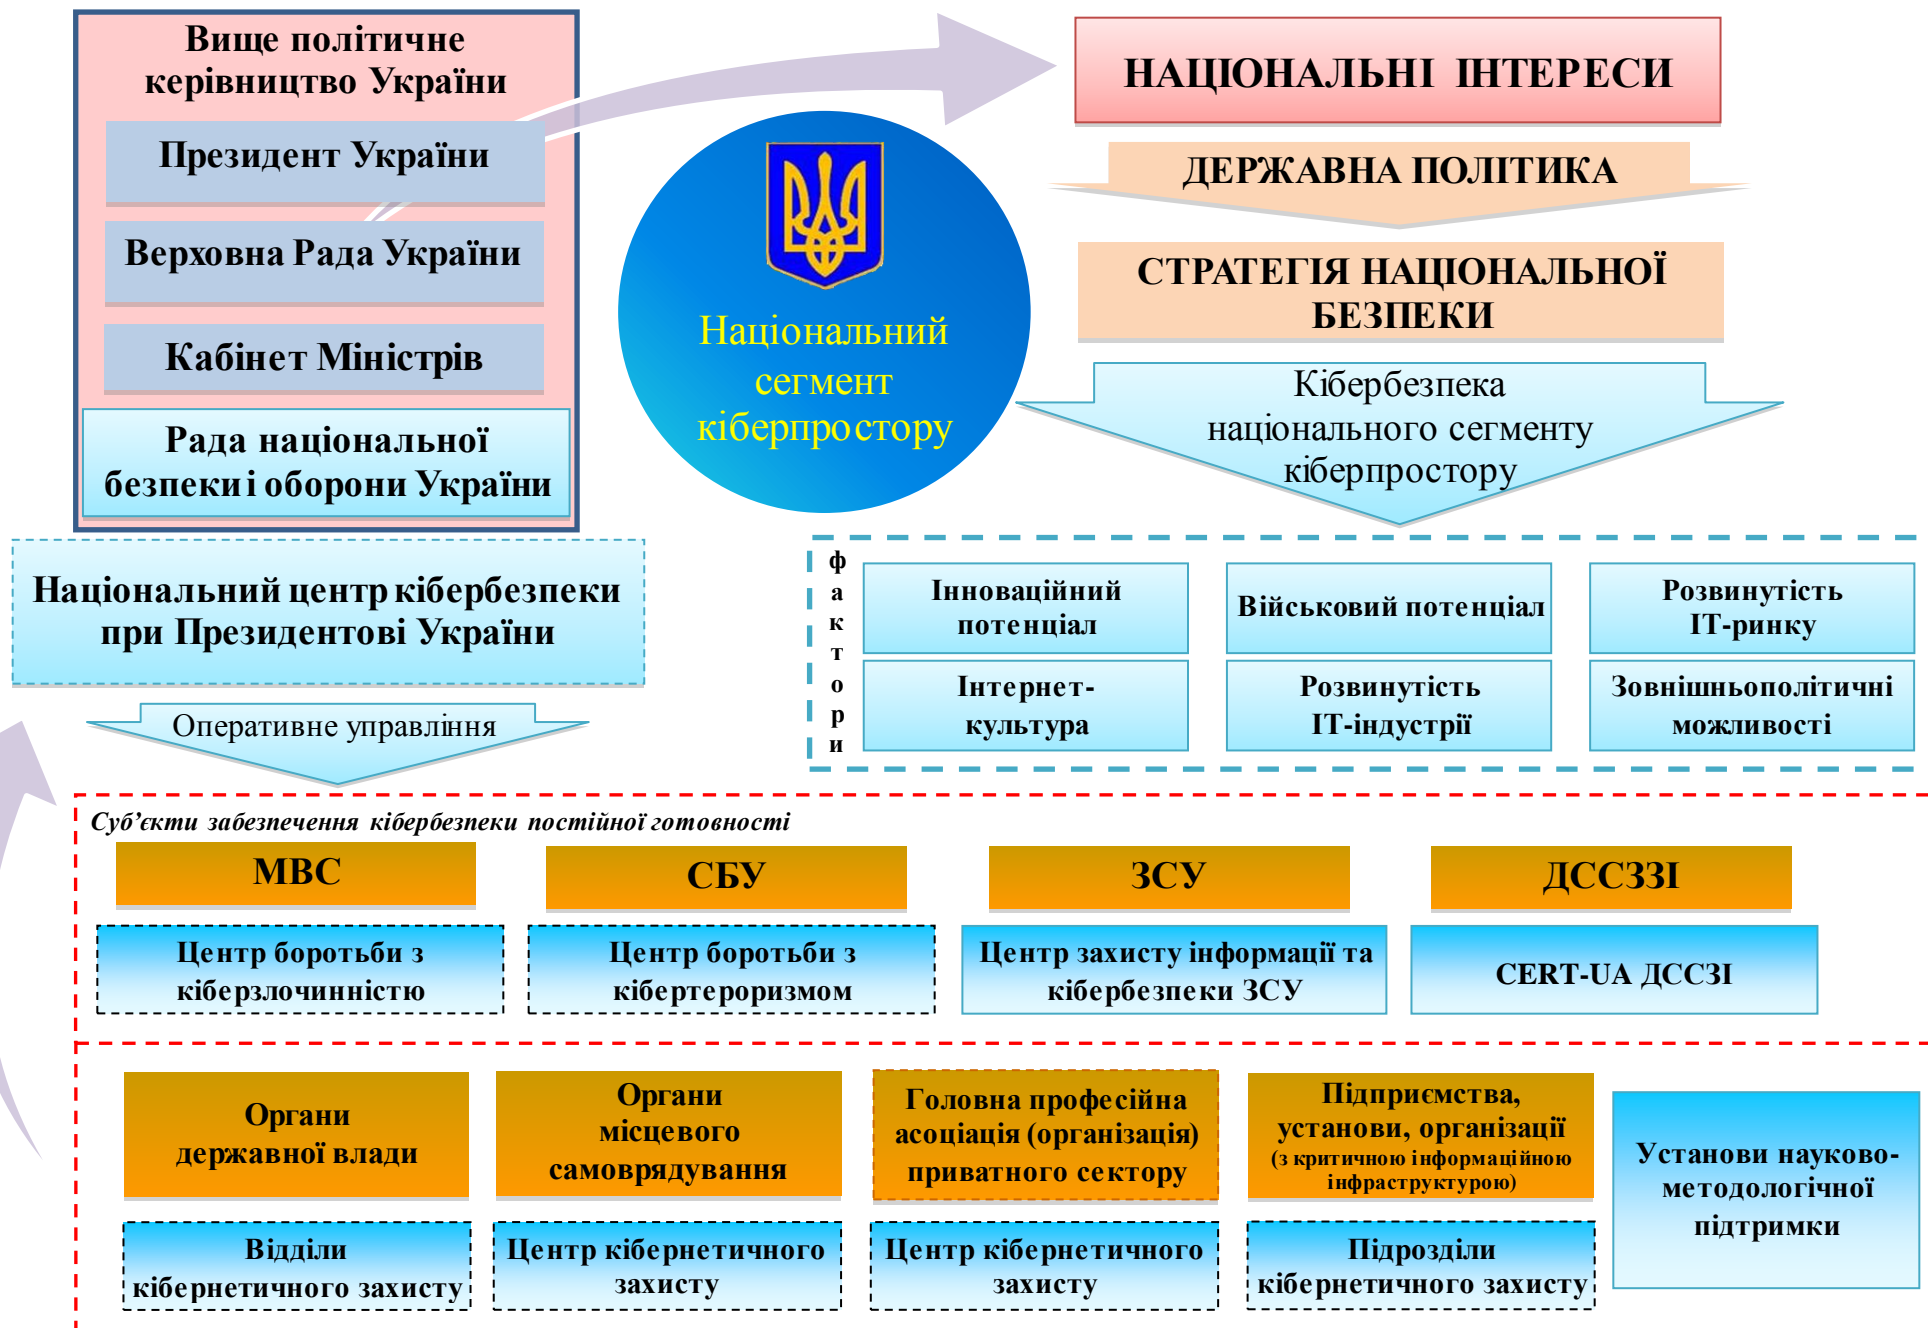 Вище політичне
керівництво України
Президент України
Верховна Рада України
Кабінет Міністрів
Рада національної
безпеки і оборони України
Національний центр кібербезпеки
при Президентові України
Оперативне управління
Національний
сегмент
кіберпростору
НАЦІОНАЛЬНІ ІНТЕРЕСИ
ДЕРЖАВНА ПОЛІТИКА
СТРАТЕГІЯ НАЦІОНАЛЬНОЇ
БЕЗПЕКИ
Кібербезпека
національного сегменту
кіберпростору
фактори
Інноваційний
потенціал
Військовий потенціал
Розвинутість
ІТ-ринку
Інтернет-
культура
Розвинутість
ІТ-індустрії
Зовнішньополітичні
можливості
Суб’єкти забезпечення кібербезпеки постійної готовності
МВС
СБУ
ЗСУ
ДССЗЗІ
Центр боротьби з
кіберзлочинністю
Центр боротьби з
кібертероризмом
Центр захисту інформації та
кібербезпеки ЗСУ
CERT-UA ДССЗІ
Органи
державної влади
Органи
місцевого
самоврядування
Головна професійна
асоціація (організація)
приватного сектору
Підприємства,
установи, організації
(з критичною інформаційною
інфраструктурою)
Установи науково-
методологічної
підтримки
Відділи
кібернетичного захисту
Центр кібернетичного
захисту
Центр кібернетичного
захисту
Підрозділи
кібернетичного захисту